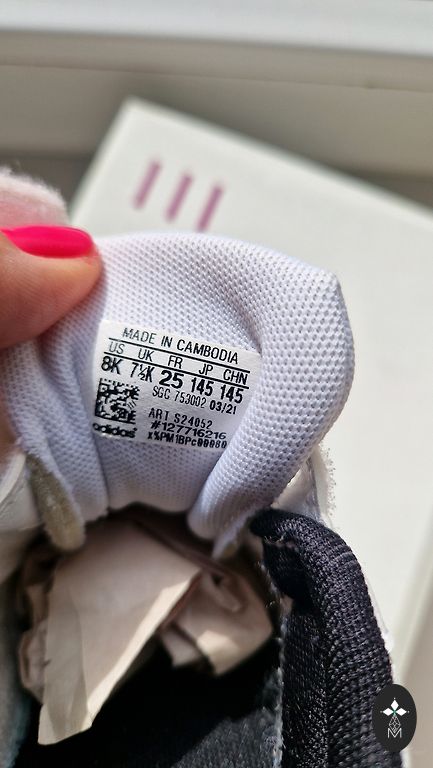 MADE IN CAMBODIA
US UK FR JP CHN
8K 7½K 25 145 145
SGC 753002 03/21
ART S24052
#127716216
adidas
x%PM1BPc00080
M